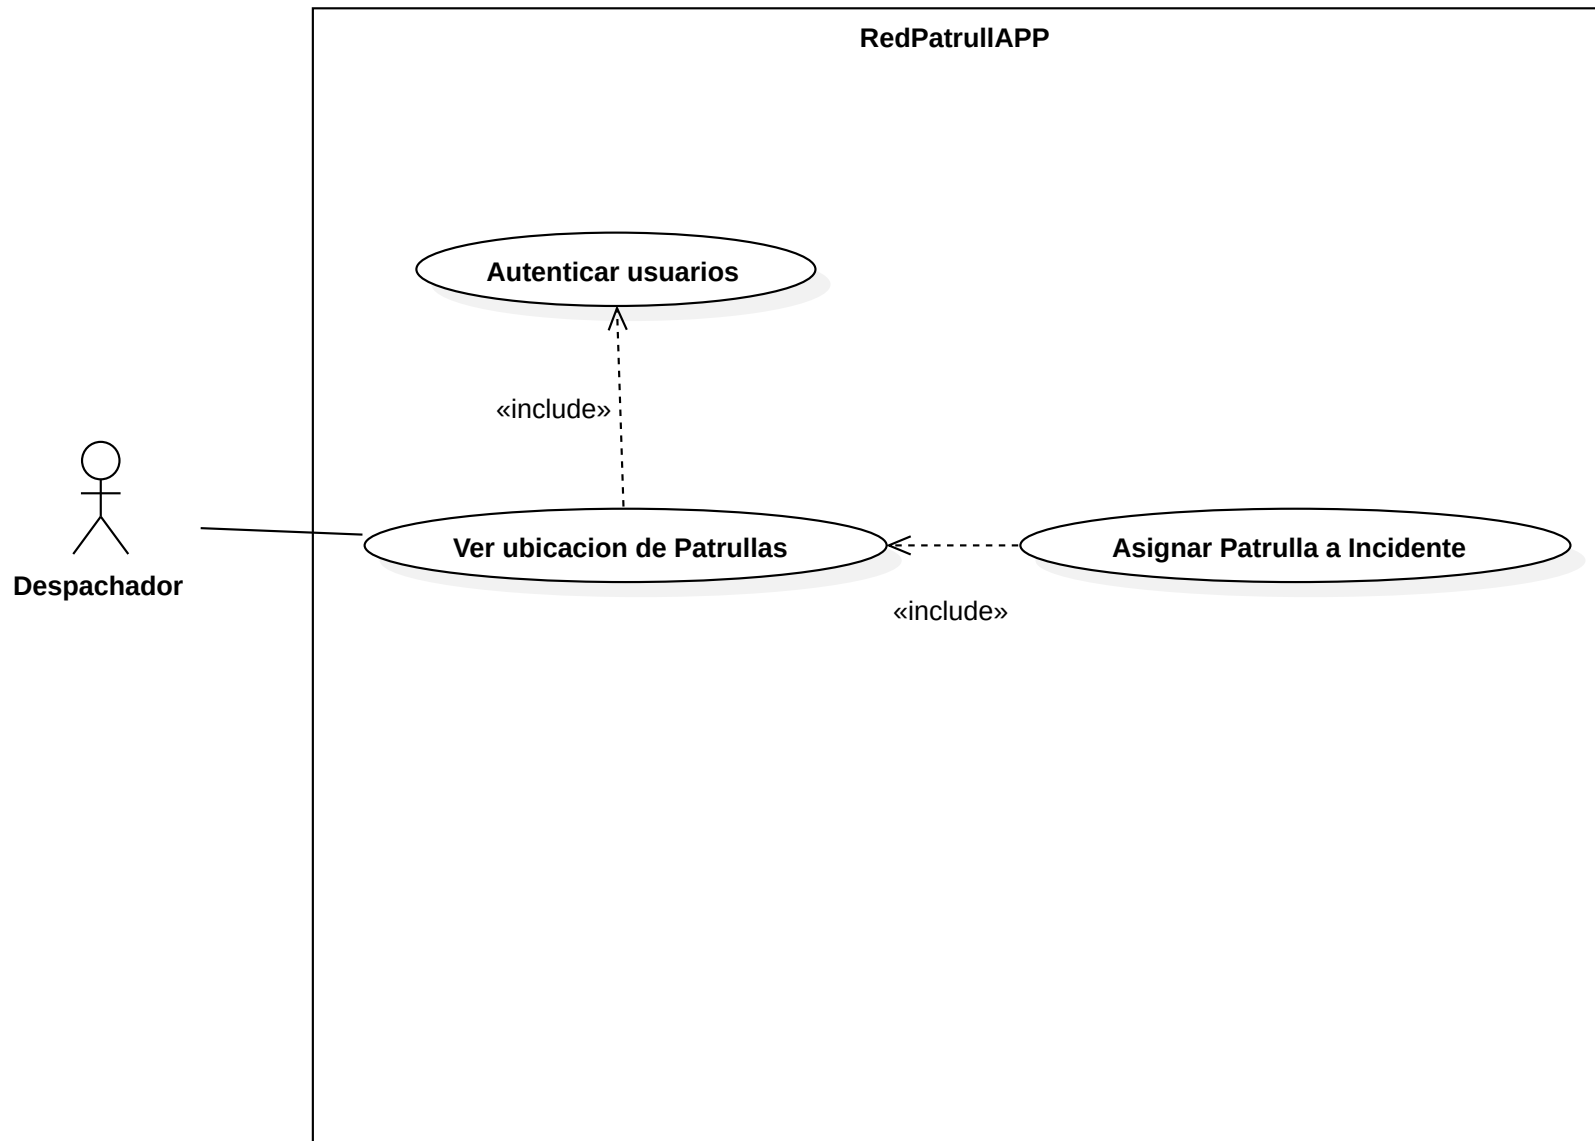 RedPatrullAPP
Autenticar usuarios
«include»
Despachador
Ver ubicacion de Patrullas
Asignar Patrulla a Incidente
«include»